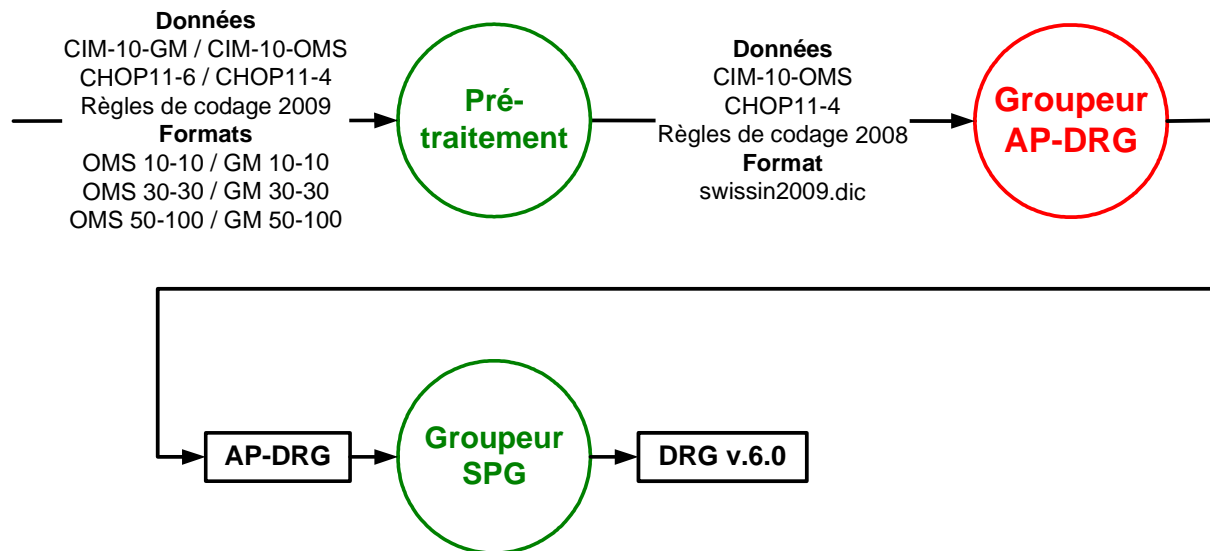 Données
CIM-10-GM / CIM-10-OMS
CHOP11-6 / CHOP11-4
Règles de codage 2009
Formats
OMS 10-10 / GM 10-10
OMS 30-30 / GM 30-30
OMS 50-100 / GM 50-100
Pré-
traitement
Données
CIM-10-OMS
CHOP11-4
Règles de codage 2008
Format
swissin2009.dic
Groupeur
AP-DRG
AP-DRG
Groupeur
SPG
DRG v.6.0